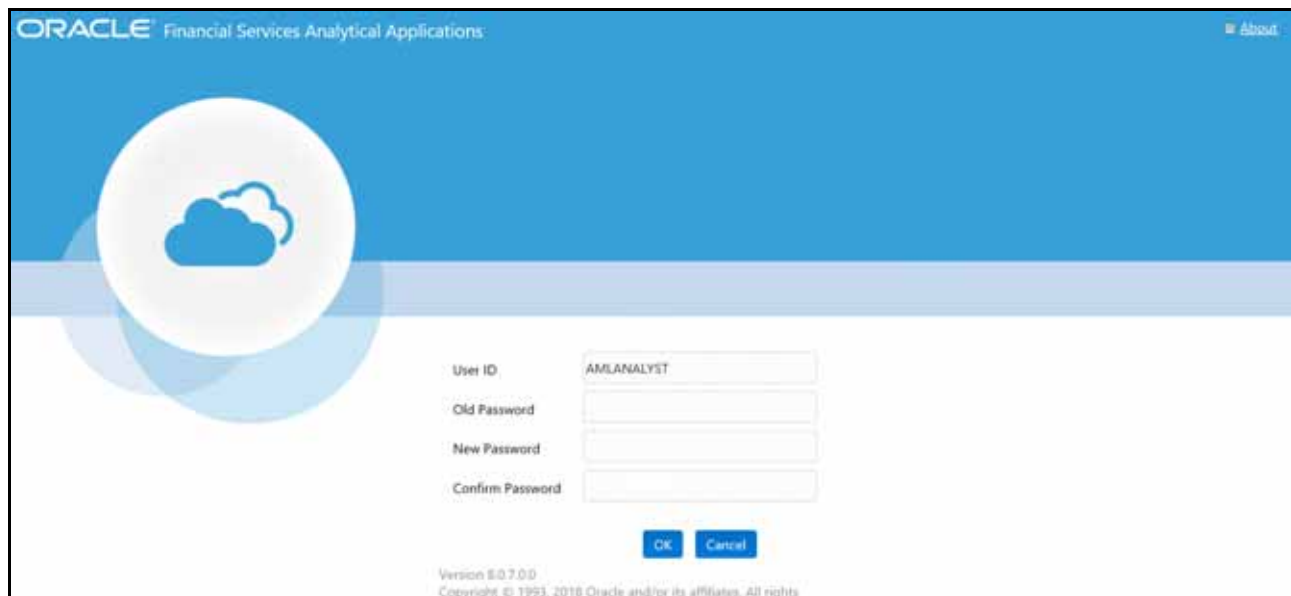 ORACLE Financial Services Analytical Applications
About
User ID AMLANALYST
Old Password
New Password
Confirm Password
OK Cancel
Version 8.0.7.0.0
Copyright © 1993, 2018 Oracle and/or its affiliates. All rights